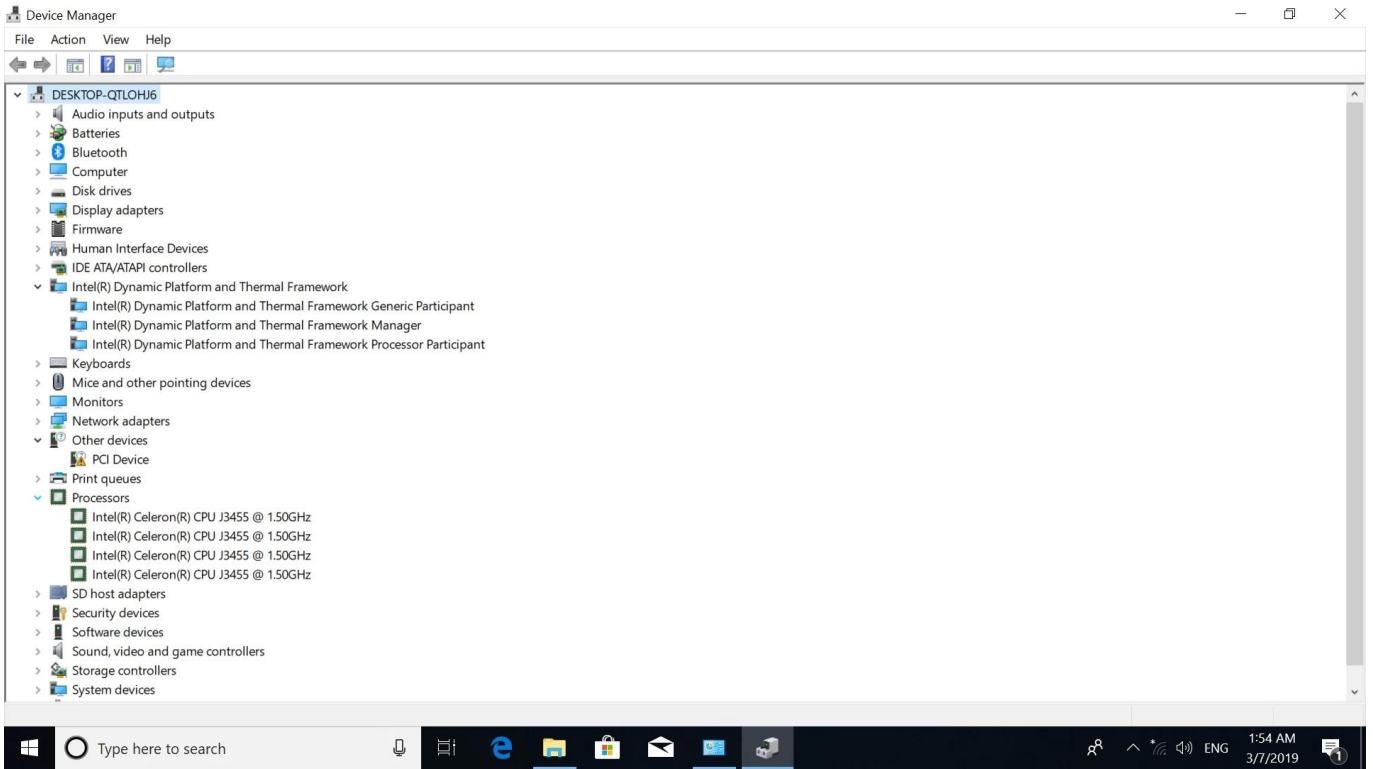 Device Manager
File Action View Help
DESKTOP-QTLOHJ6
Audio inputs and outputs
Batteries
Bluetooth
Computer
Disk drives
Display adapters
Firmware
Human Interface Devices
IDE ATA/ATAPI controllers
Intel(R) Dynamic Platform and Thermal Framework
Intel(R) Dynamic Platform and Thermal Framework Generic Participant
Intel(R) Dynamic Platform and Thermal Framework Manager
Intel(R) Dynamic Platform and Thermal Framework Processor Participant
Keyboards
Mice and other pointing devices
Monitors
Network adapters
Other devices
PCI Device
Print queues
Processors
Intel(R) Celeron(R) CPU J3455 @ 1.50GHz
Intel(R) Celeron(R) CPU J3455 @ 1.50GHz
Intel(R) Celeron(R) CPU J3455 @ 1.50GHz
Intel(R) Celeron(R) CPU J3455 @ 1.50GHz
SD host adapters
Security devices
Software devices
Sound, video and game controllers
Storage controllers
System devices
Type here to search
ENG
1:54 AM
3/7/2019
1